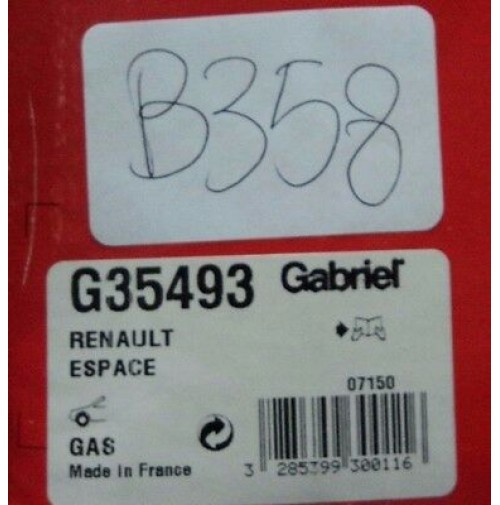 B358
G35493 Gabriel
RENAULT
ESPACE
07150
GAS
Made in France
3 285399 300116